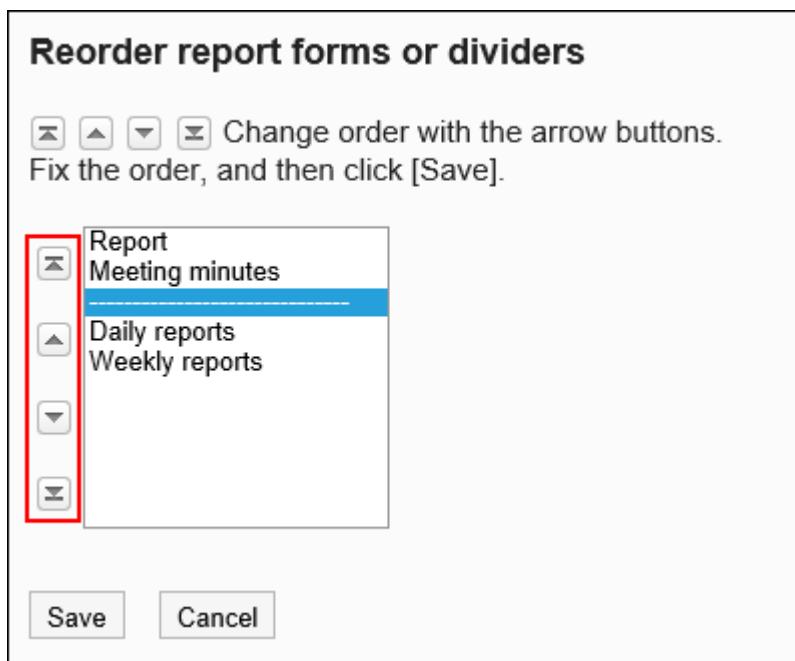 Reorder report forms or dividers
Change order with the arrow buttons.
Fix the order, and then click [Save].
Report
Meeting minutes
------------------------------
Daily reports
Weekly reports
Save
Cancel